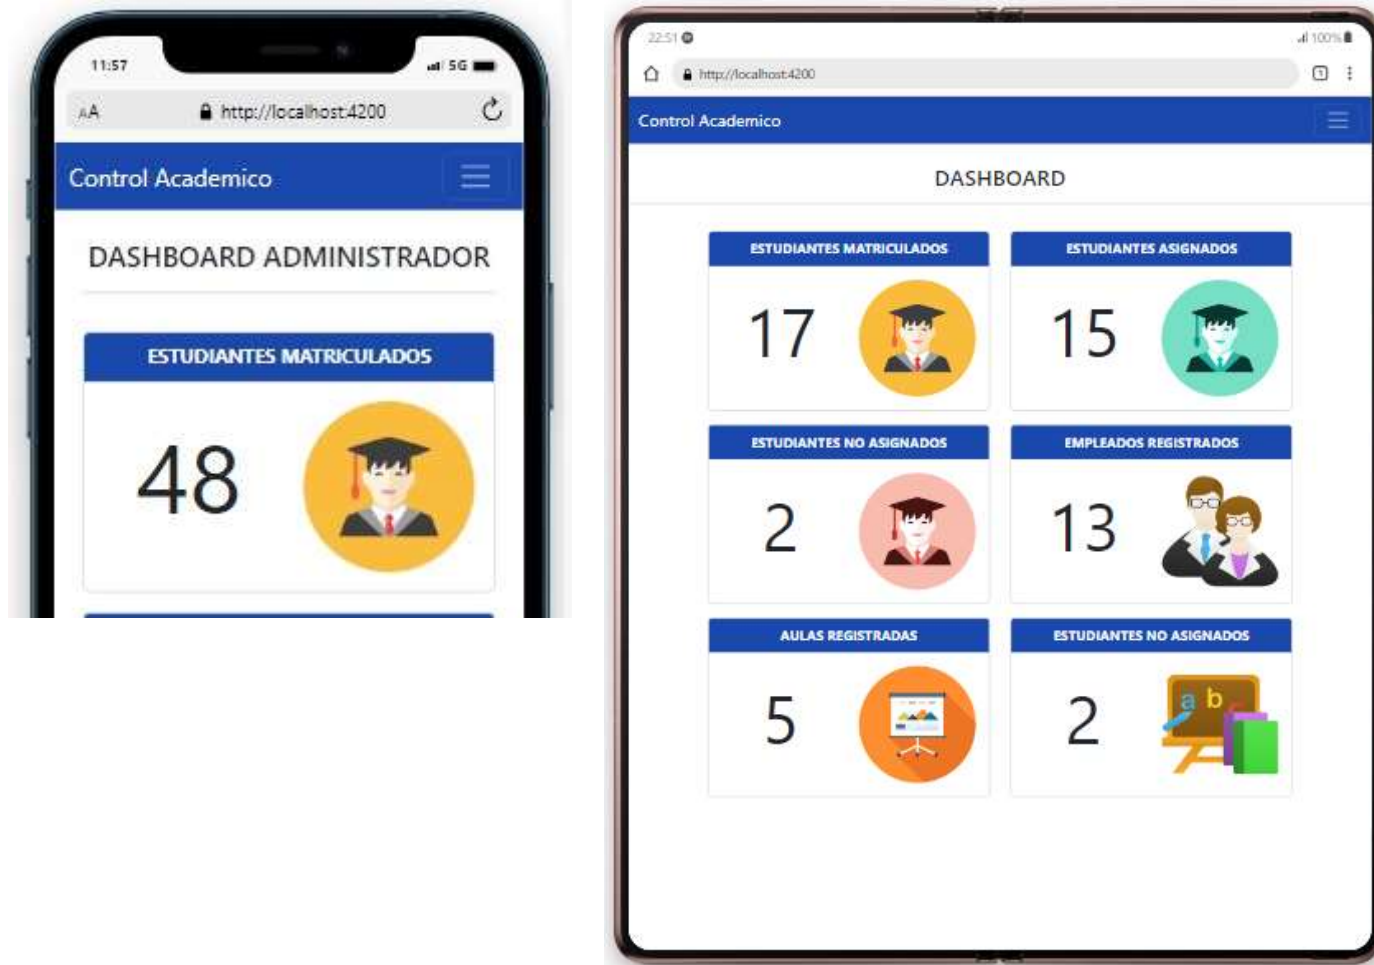 11:57
5G
AA
http://localhost:4200
Control Academico
DASHBOARD ADMINISTRADOR
ESTUDIANTES MATRICULADOS
48
22:51
100%
http://localhost:4200
1
Control Academico
DASHBOARD
ESTUDIANTES MATRICULADOS
17
ESTUDIANTES ASIGNADOS
15
ESTUDIANTES NO ASIGNADOS
2
EMPLEADOS REGISTRADOS
13
AULAS REGISTRADAS
5
ESTUDIANTES NO ASIGNADOS
2
a b c